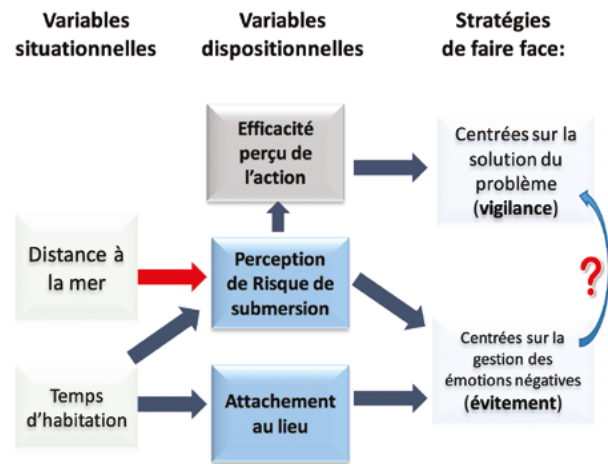 Variables
situationnelles
Variables
dispositionnelles
Stratégies
de faire face:
Efficacité
perçu de
l'action
Centrées sur la
solution du
problème
(vigilance)
Distance à
la mer
Perception
de Risque de
submersion
?
Temps
d'habitation
Attachement
au lieu
Centrées sur la
gestion des
émotions négatives
(évitement)